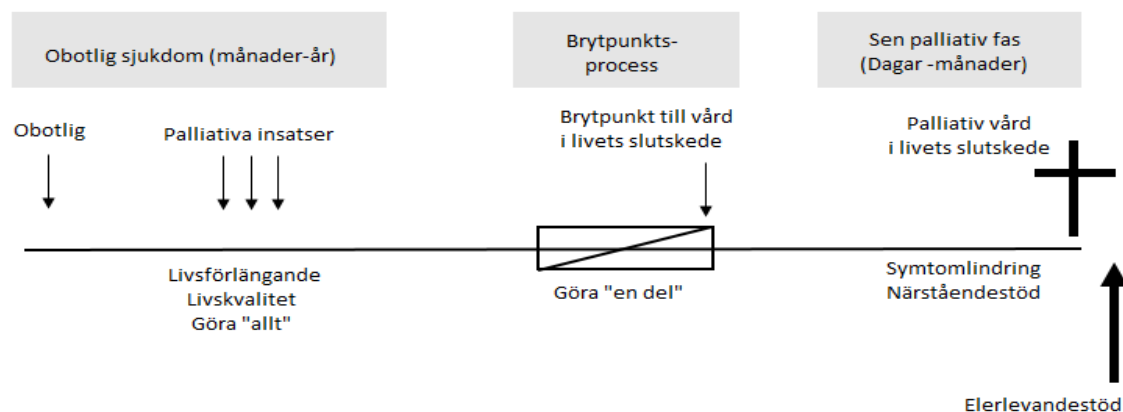 Obotlig sjukdom (månader-år)
Brytpunkts-
process
Sen palliativ fas
(Dagar -månader)
Obotlig
Palliativa insatser
Brytpunkt till vård
i livets slutskede
Palliativ vård
i livets slutskede
Livsförlängande
Livskvalitet
Göra "allt"
Göra "en del"
Symtomlindring
Närståendestöd
Elerlevandestöd